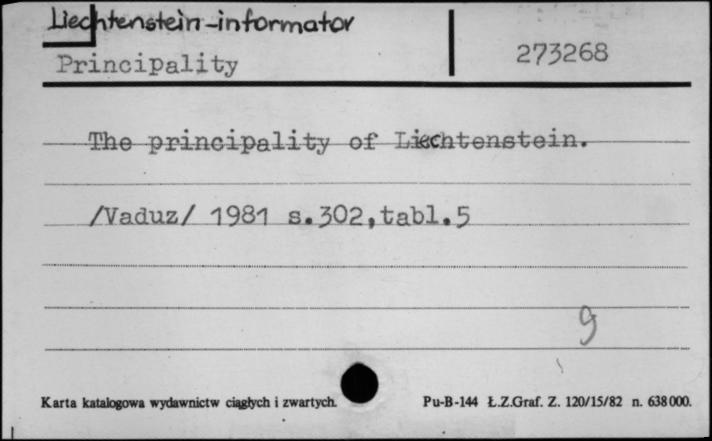 Liechtenstein-informator
Principality
273268
The principality of Liechtenstein.
/Vaduz/ 1981 s.302,tabl.5
g
Karta katalogowa wydawnictw ciągłych i zwartych.
Pu-B-144 Ł.Z.Graf. Z. 120/15/82 n. 638000.